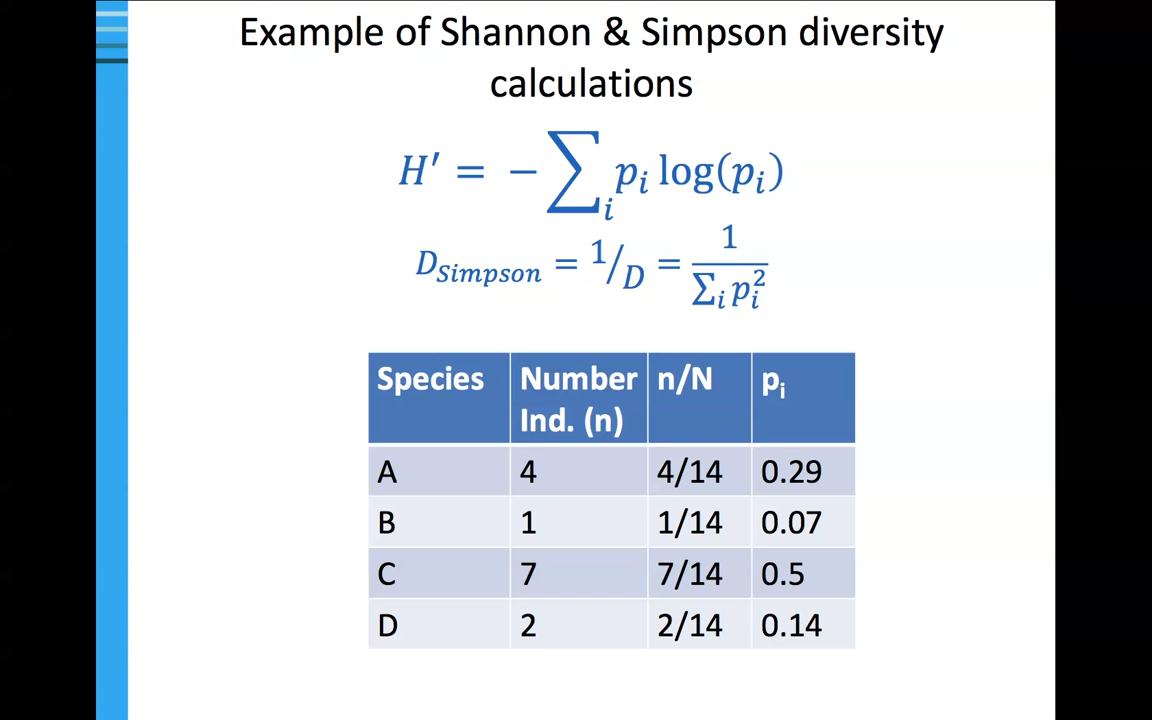 Example of Shannon & Simpson diversity
calculations
H′ = − ∑ᵢ pᵢ log(pᵢ)
D_Simpson = 1/D = 1 / ∑ᵢ pᵢ²
Species Number Ind. (n) n/N pᵢ
A 4 4/14 0.29
B 1 1/14 0.07
C 7 7/14 0.5
D 2 2/14 0.14